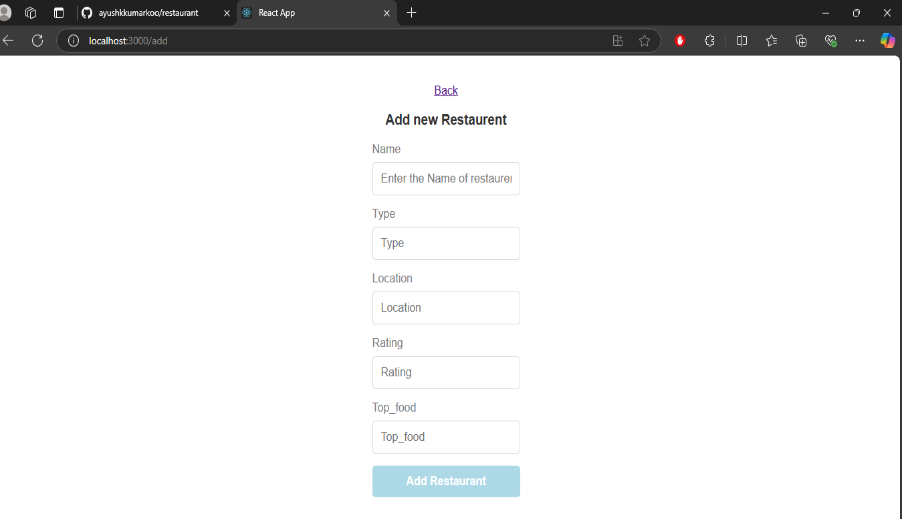 ayushkkumarkoo/restaurant
React App
localhost:3000/add
Back
Add new Restaurent
Name
Enter the Name of
Type
Type
Location
Location
Rating
Rating
Top_food
Top_food
Add Restaurant